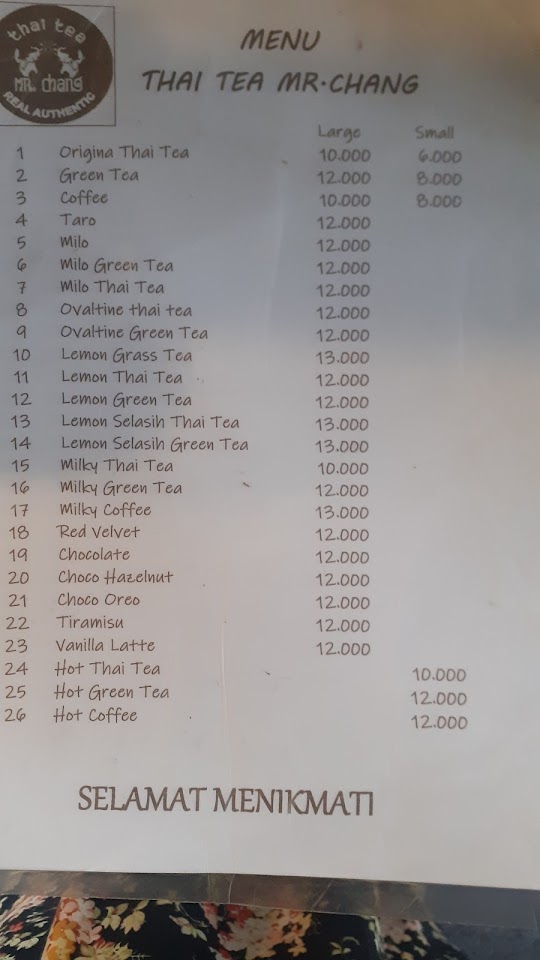 thai tea
MR. chang
REAL AUTHENTIC
MENU
THAI TEA MR.CHANG
Large Small
1 Origina Thai Tea 10.000 6.000
2 Green Tea 12.000 8.000
3 Coffee 10.000 8.000
4 Taro 12.000
5 Milo 12.000
6 Milo Green Tea 12.000
7 Milo Thai Tea 12.000
8 Ovaltine thai tea 12.000
9 Ovaltine Green Tea 12.000
10 Lemon Grass Tea 13.000
11 Lemon Thai Tea 12.000
12 Lemon Green Tea 12.000
13 Lemon Selasih Thai Tea 13.000
14 Lemon Selasih Green Tea 13.000
15 Milky Thai Tea 10.000
16 Milky Green Tea 12.000
17 Milky Coffee 13.000
18 Red Velvet 12.000
19 Chocolate 12.000
20 Choco Hazelnut 12.000
21 Choco Oreo 12.000
22 Tiramisu 12.000
23 Vanilla Latte 12.000
24 Hot Thai Tea 10.000
25 Hot Green Tea 12.000
26 Hot Coffee 12.000
SELAMAT MENIKMATI